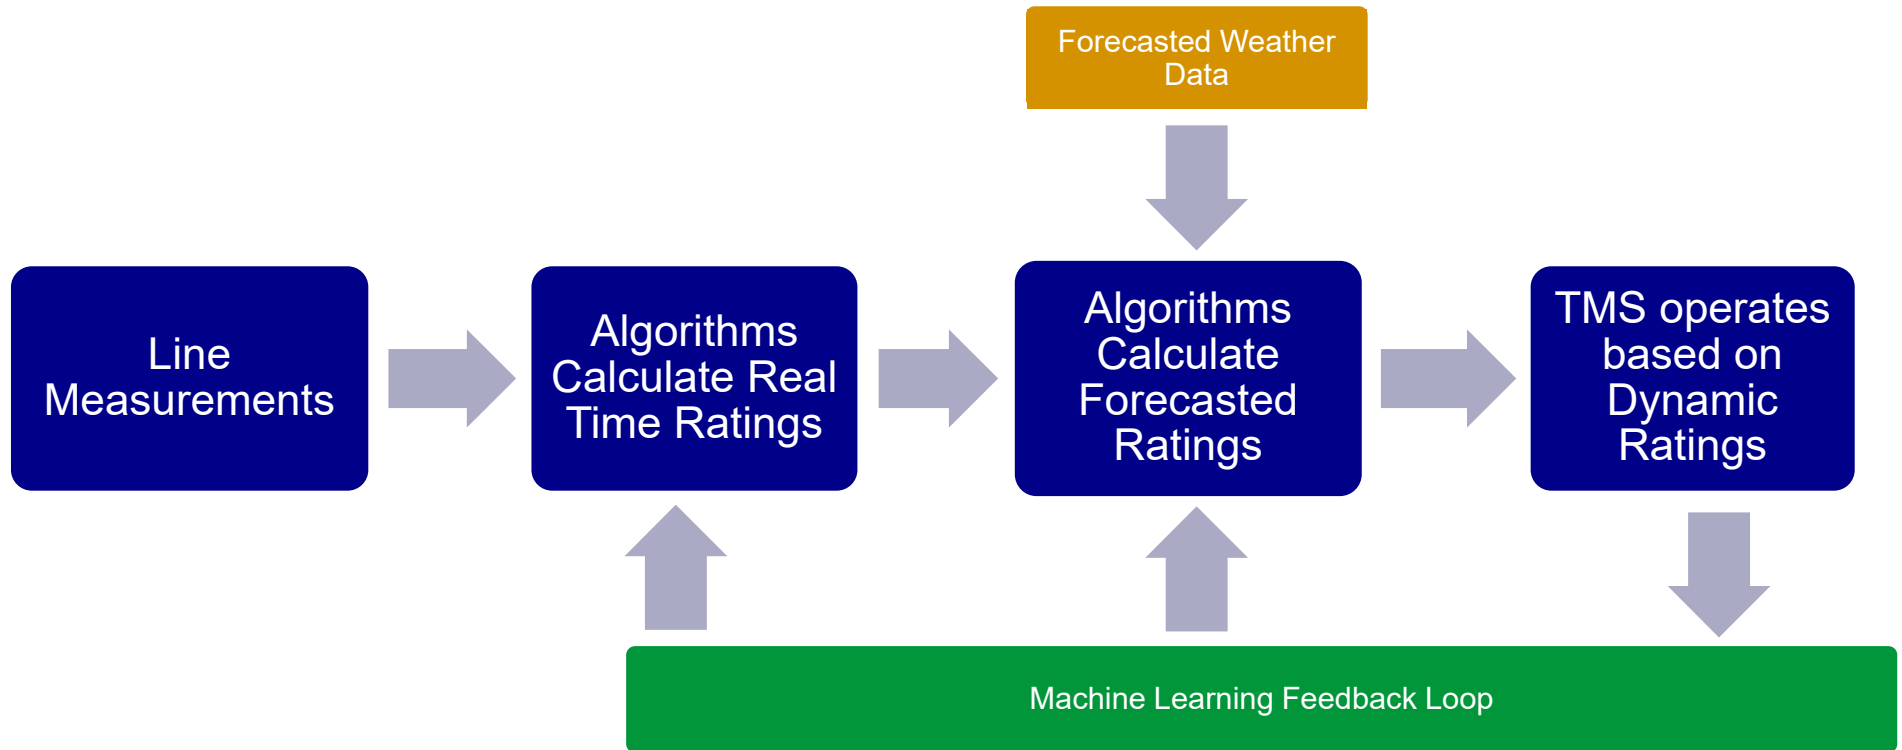 Forecasted Weather
Data
Line
Measurements
Algorithms
Calculate Real
Time Ratings
Algorithms
Calculate
Forecasted
Ratings
TMS operates
based on
Dynamic
Ratings
Machine Learning Feedback Loop